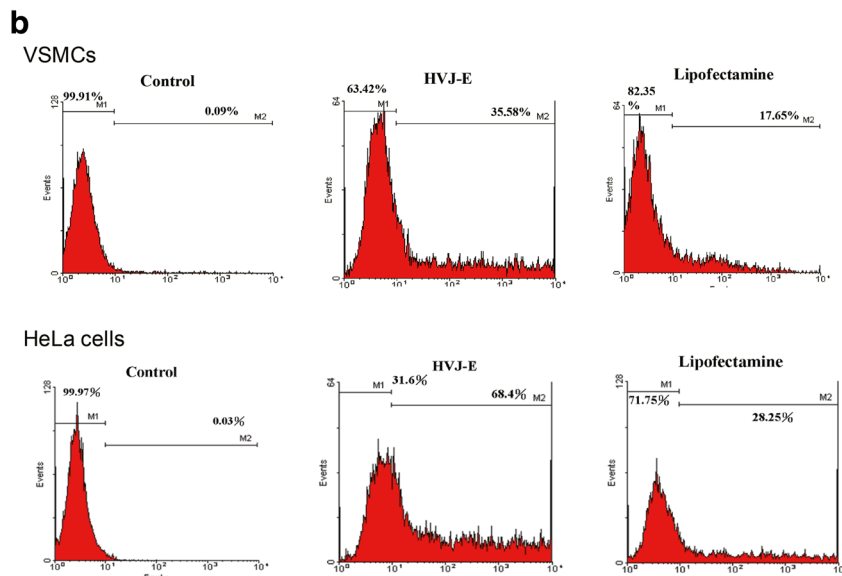 b
VSMCs
Control
99.91%
M1
0.09%
M2
128
Events
0
10⁰ 10¹ 10² 10³ 10⁴
HVJ-E
63.42%
M1
35.58% M2
64
Events
0
10⁰ 10¹ 10² 10³ 10⁴
Lipofectamine
82.35
% M1
17.65% M2
64
Events
0
10⁰ 10¹ 10² 10³ 10⁴
HeLa cells
Control
99.97%
M1
0.03%
M2
128
Events
0
10⁰ 10¹ 10² 10³ 10⁴
HVJ-E
M1 31.6%
68.4% M2
64
Events
0
10⁰ 10¹ 10² 10³ 10⁴
Lipofectamine
M1
71.75%
M2
28.25%
128
Events
0
10⁰ 10¹ 10² 10³ 10